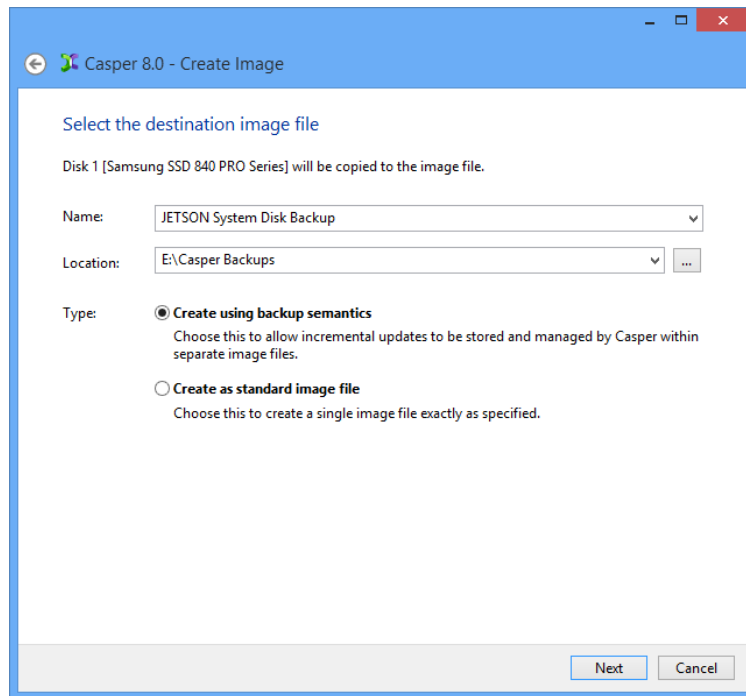 Casper 8.0 - Create Image
Select the destination image file
Disk 1 [Samsung SSD 840 PRO Series] will be copied to the image file.
Name: JETSON System Disk Backup
Location: E:\Casper Backups ...
Type: Create using backup semantics
Choose this to allow incremental updates to be stored and managed by Casper within
separate image files.
Create as standard image file
Choose this to create a single image file exactly as specified.
Next Cancel